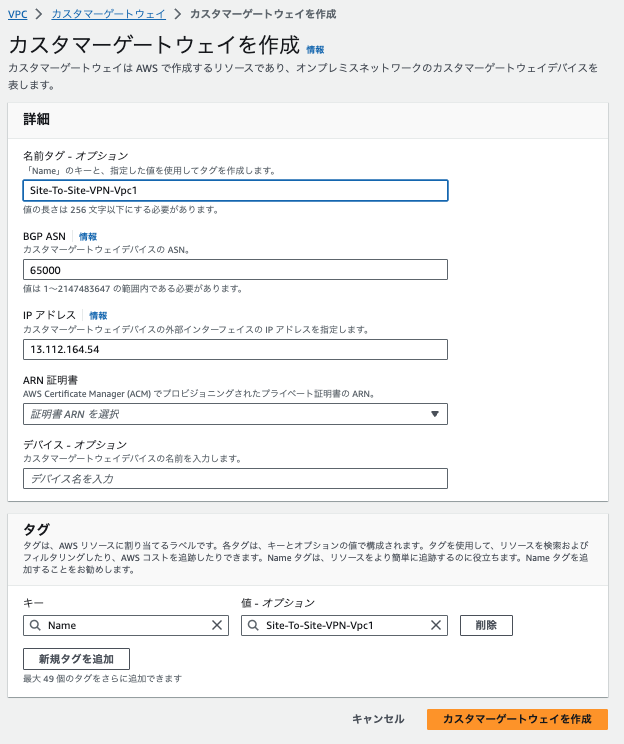 VPC > カスタマーゲートウェイ > カスタマーゲートウェイを作成
カスタマーゲートウェイを作成 情報
カスタマーゲートウェイは AWS で作成するリソースであり、オンプレミスネットワークのカスタマーゲートウェイデバイスを
表します。
詳細
名前タグ - オプション
「Name」のキーと、指定した値を使用してタグを作成します。
Site-To-Site-VPN-Vpc1
値の長さは 256 文字以下にする必要があります。
BGP ASN 情報
カスタマーゲートウェイデバイスの ASN。
65000
値は 1～2147483647 の範囲内である必要があります。
IP アドレス 情報
カスタマーゲートウェイデバイスの外部インターフェイスの IP アドレスを指定します。
13.112.164.54
ARN 証明書
AWS Certificate Manager (ACM) でプロビジョニングされたプライベート証明書の ARN。
証明書 ARN を選択
デバイス - オプション
カスタマーゲートウェイデバイスの名前を入力します。
デバイス名を入力
タグ
タグは、AWS リソースに割り当てるラベルです。各タグは、キーとオプションの値で構成されます。タグを使用して、リソースを検索および
フィルタリングしたり、AWS コストを追跡したりできます。Name タグは、リソースをより簡単に追跡するのに役立ちます。Name タグを追
加することをお勧めします。
キー 値 - オプション
Name Site-To-Site-VPN-Vpc1 削除
新規タグを追加
最大 49 個のタグをさらに追加できます
キャンセル カスタマーゲートウェイを作成